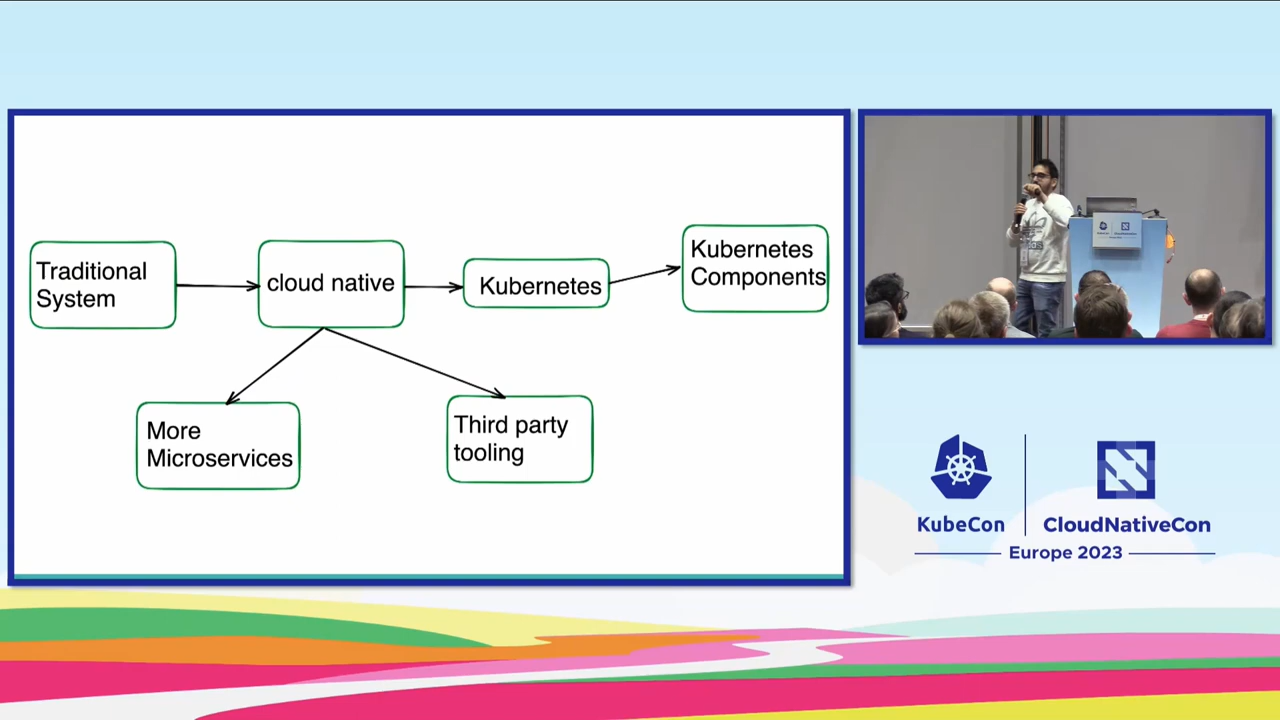 Traditional
System
cloud native
Kubernetes
Kubernetes
Components
More
Microservices
Third party
tooling
KubeCon
CloudNativeCon
Europe 2023